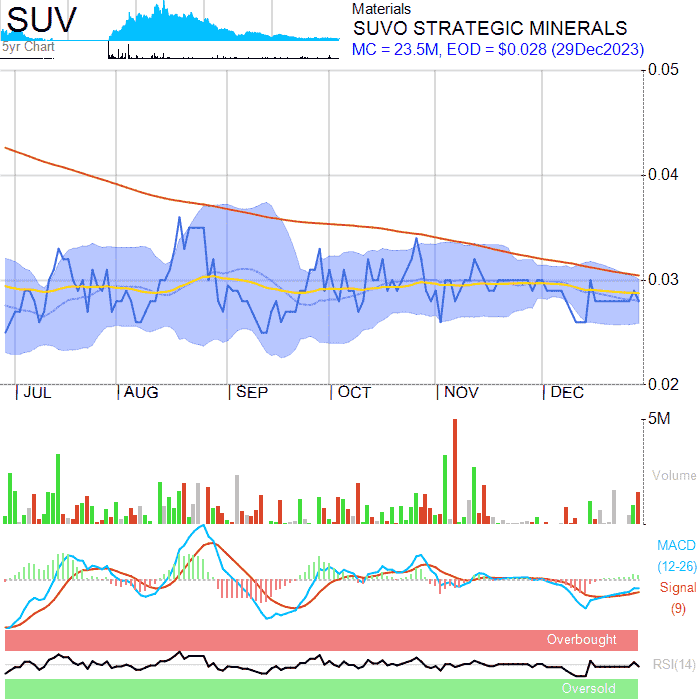 SUV
Materials
SUVO STRATEGIC MINERALS
MC = 23.5M, EOD = $0.028 (29Dec2023)
5yr Chart
0.05
0.04
0.03
0.02
JUL AUG SEP OCT NOV DEC
5M
Volume
MACD
(12-26)
Signal
(9)
Overbought
RSI(14)
Oversold